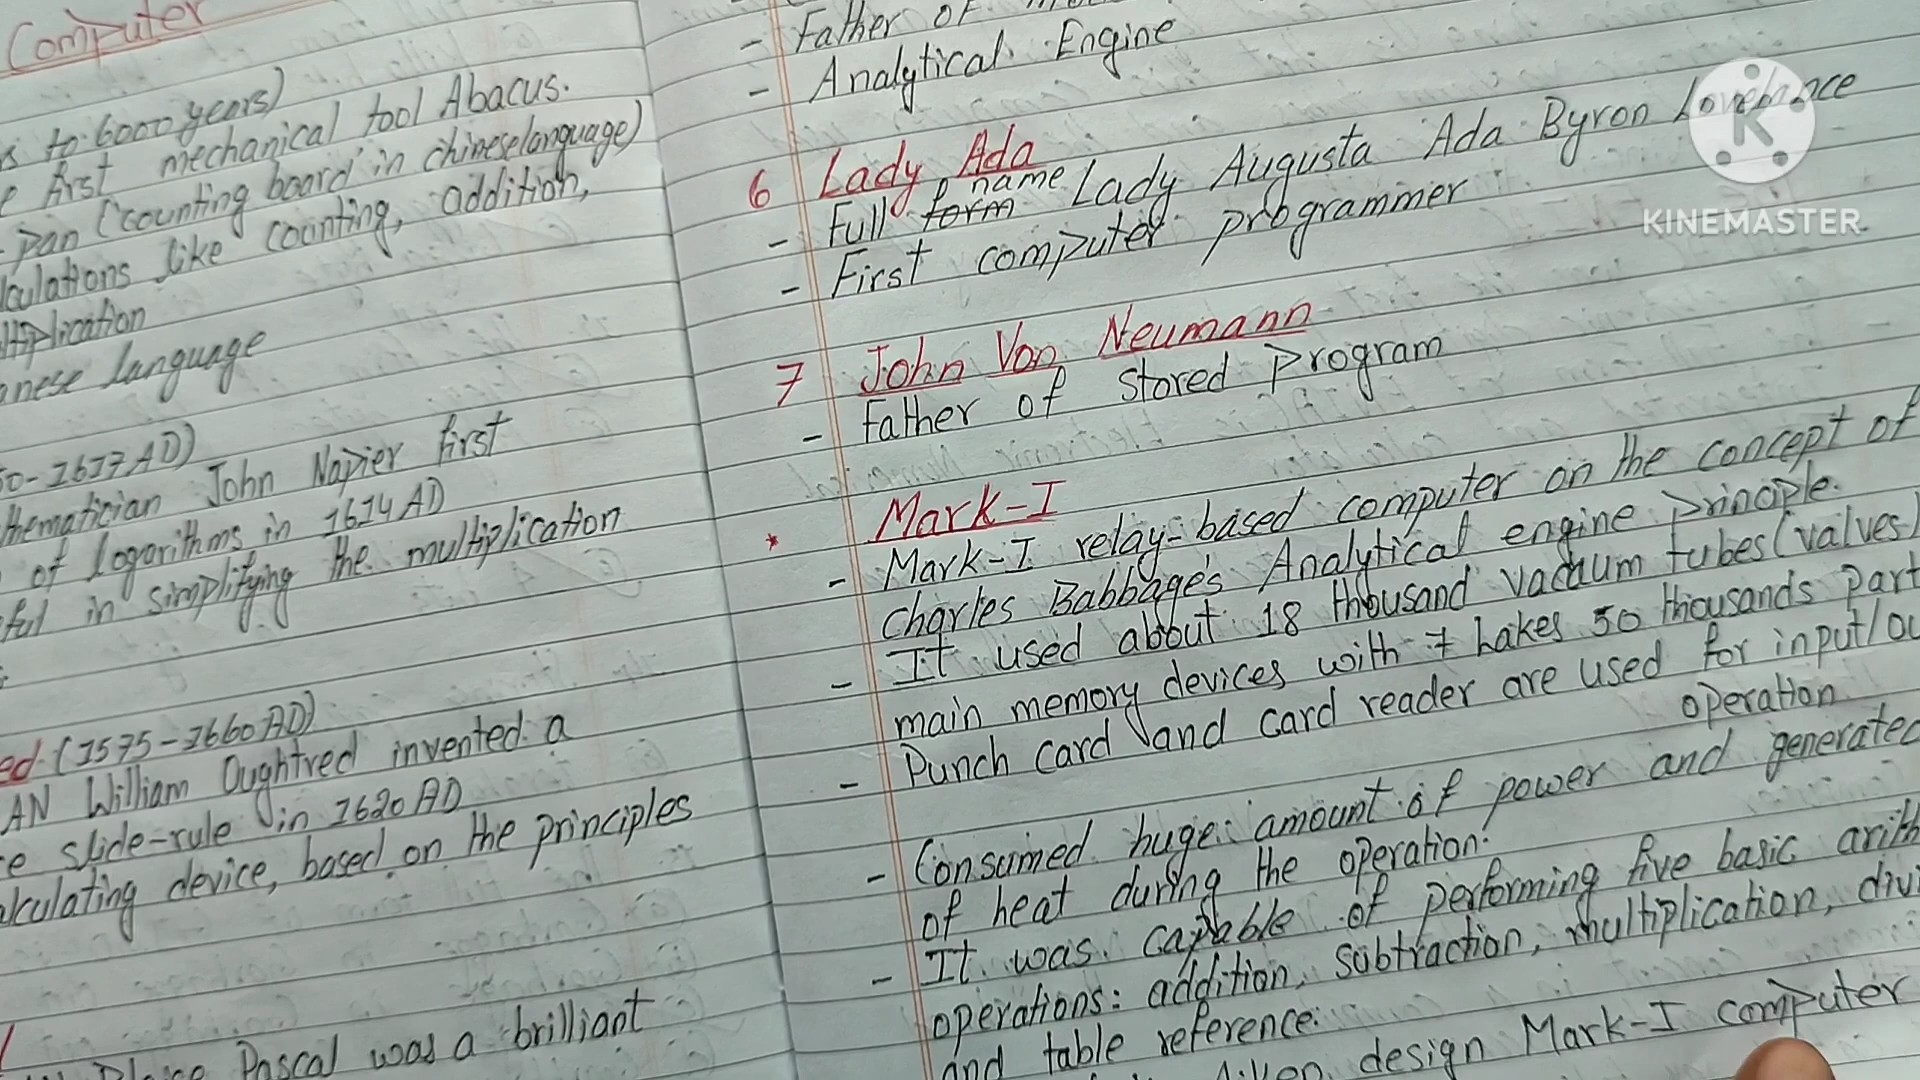 Computer
to 6000 years)
first mechanical tool Abacus.
pan (counting board in chinese language)
culations like counting, addition,
ltiplication
anese language
50-1617 AD)
thematician John Napier first
of logarithms in 1614 AD
ful in simplifying the multiplication
ed (1575-1660 AD)
AN William Oughtred invented a
e slide-rule in 1620 AD
alculating device, based on the principles
Pascal was a brilliant
- Father of
- Analytical Engine
6 Lady Ada
- Full form name Lady Augusta Ada Byron
- First computer programmer
7 John Von Neumann
- Father of stored program
* Mark-I
- Mark-I relay-based computer on the concept of
charles Babbage's Analytical engine principle.
- It used about 18 thousand vacuum tubes (valves)
main memory devices with 7 lakes 50 thousands part
- Punch card and card reader are used for input/ou
operation
- Consumed huge amount of power and generated
of heat during the operation.
- It was capable of performing five basic arith
operations: addition, subtraction, multiplication, divi
and table reference.
design Mark-I computer
KINEMASTER